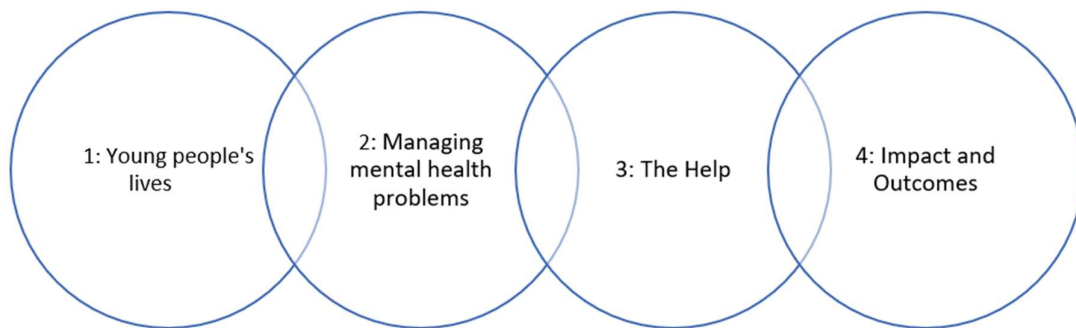 1: Young people's
lives
2: Managing
mental health
problems
3: The Help
4: Impact and
Outcomes